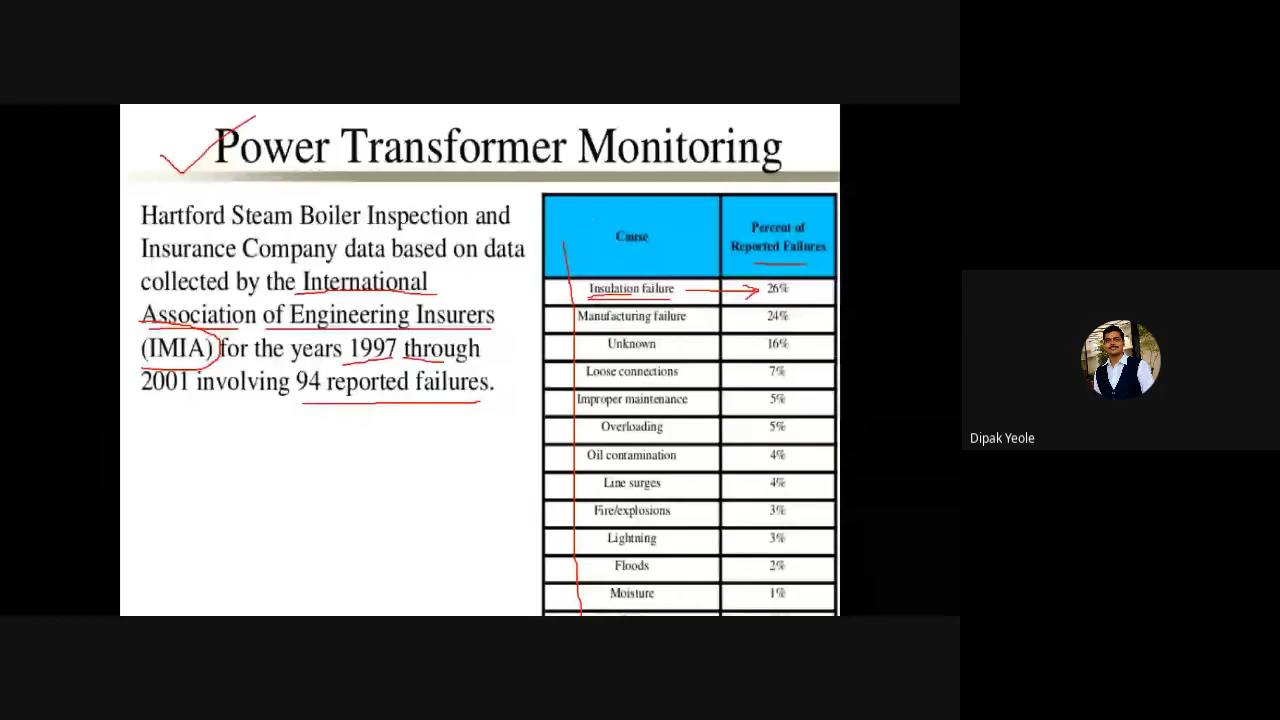 Power Transformer Monitoring
Hartford Steam Boiler Inspection and
Insurance Company data based on data
collected by the International
Association of Engineering Insurers
(IMIA) for the years 1997 through
2001 involving 94 reported failures.
Cause Percent of Reported Failures
Insulation failure 26%
Manufacturing failure 24%
Unknown 16%
Loose connections 7%
Improper maintenance 5%
Overloading 5%
Oil contamination 4%
Line surges 4%
Fire/explosions 3%
Lightning 3%
Floods 2%
Moisture 1%
Dipak Yeole